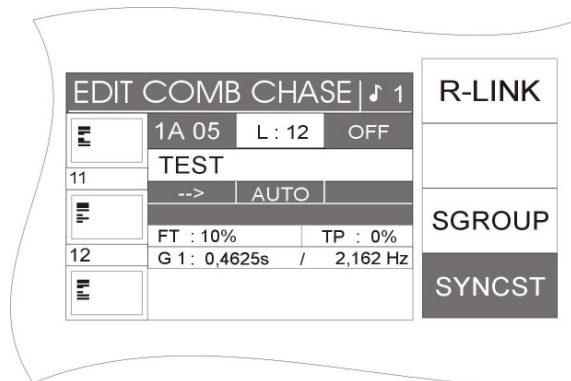 EDIT COMB CHASE | ♪ 1
1A 05 L : 12 OFF
TEST
11
--> AUTO
FT : 10% TP : 0%
12
G 1 : 0,4625s / 2,162 Hz
R-LINK
SGROUP
SYNCST